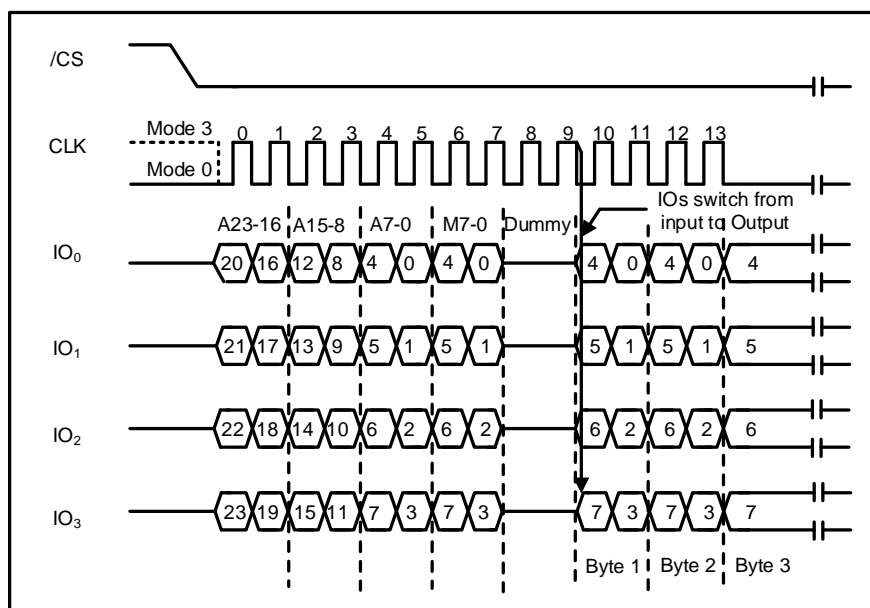 /CS
Mode 3
CLK
0 1 2 3 4 5 6 7 8 9 10 11 12 13
Mode 0
IOs switch from
input to Output
A23-16 A15-8 A7-0 M7-0 Dummy
IO0 20 16 12 8 4 0 4 0 4 0 4 0 4
IO1 21 17 13 9 5 1 5 1 5 1 5 1 5
IO2 22 18 14 10 6 2 6 2 6 2 6 2 6
IO3 23 19 15 11 7 3 7 3 7 3 7 3 7
Byte 1 Byte 2 Byte 3